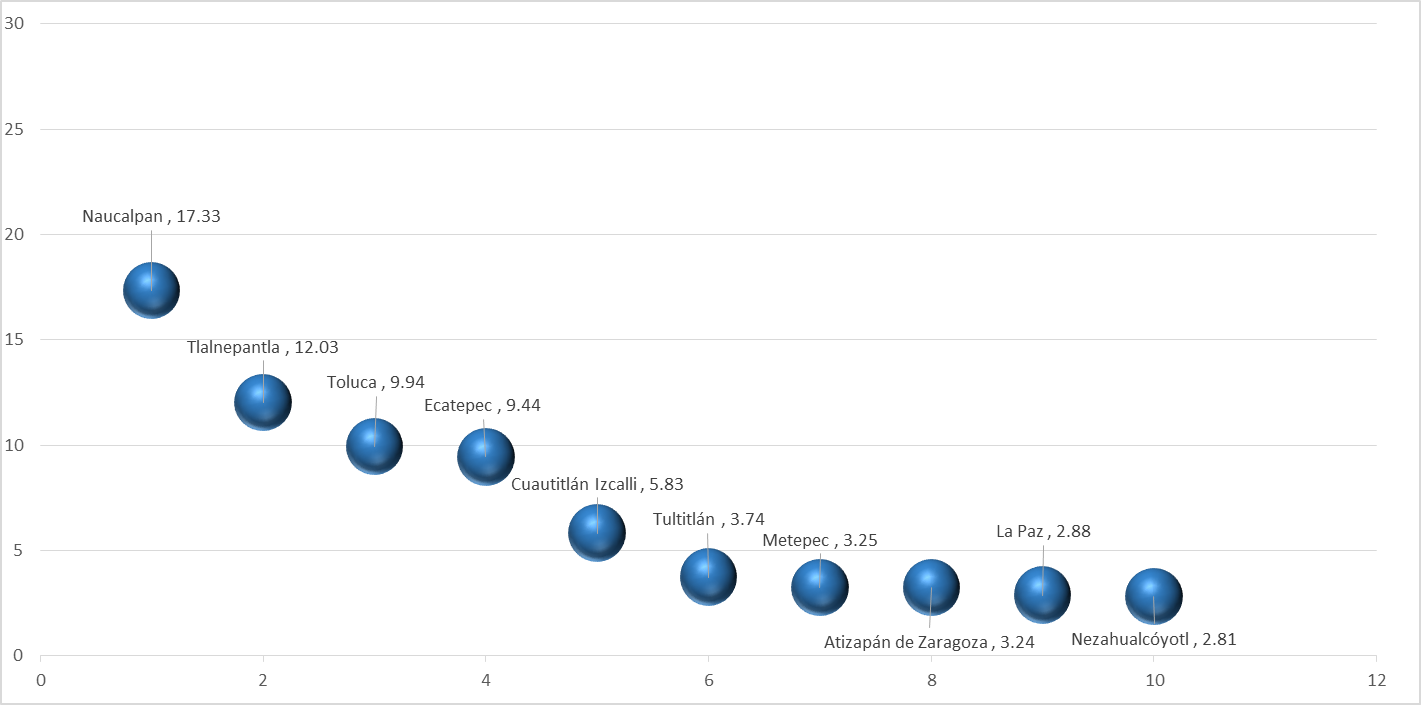 30
25
20
15
10
5
0
Naucalpan , 17.33
Tlalnepantla , 12.03
Toluca , 9.94
Ecatepec , 9.44
Cuautitlán Izcalli , 5.83
Tultitlán , 3.74
Metepec , 3.25
Atizapán de Zaragoza , 3.24
La Paz , 2.88
Nezahualcóyotl , 2.81
0 2 4 6 8 10 12